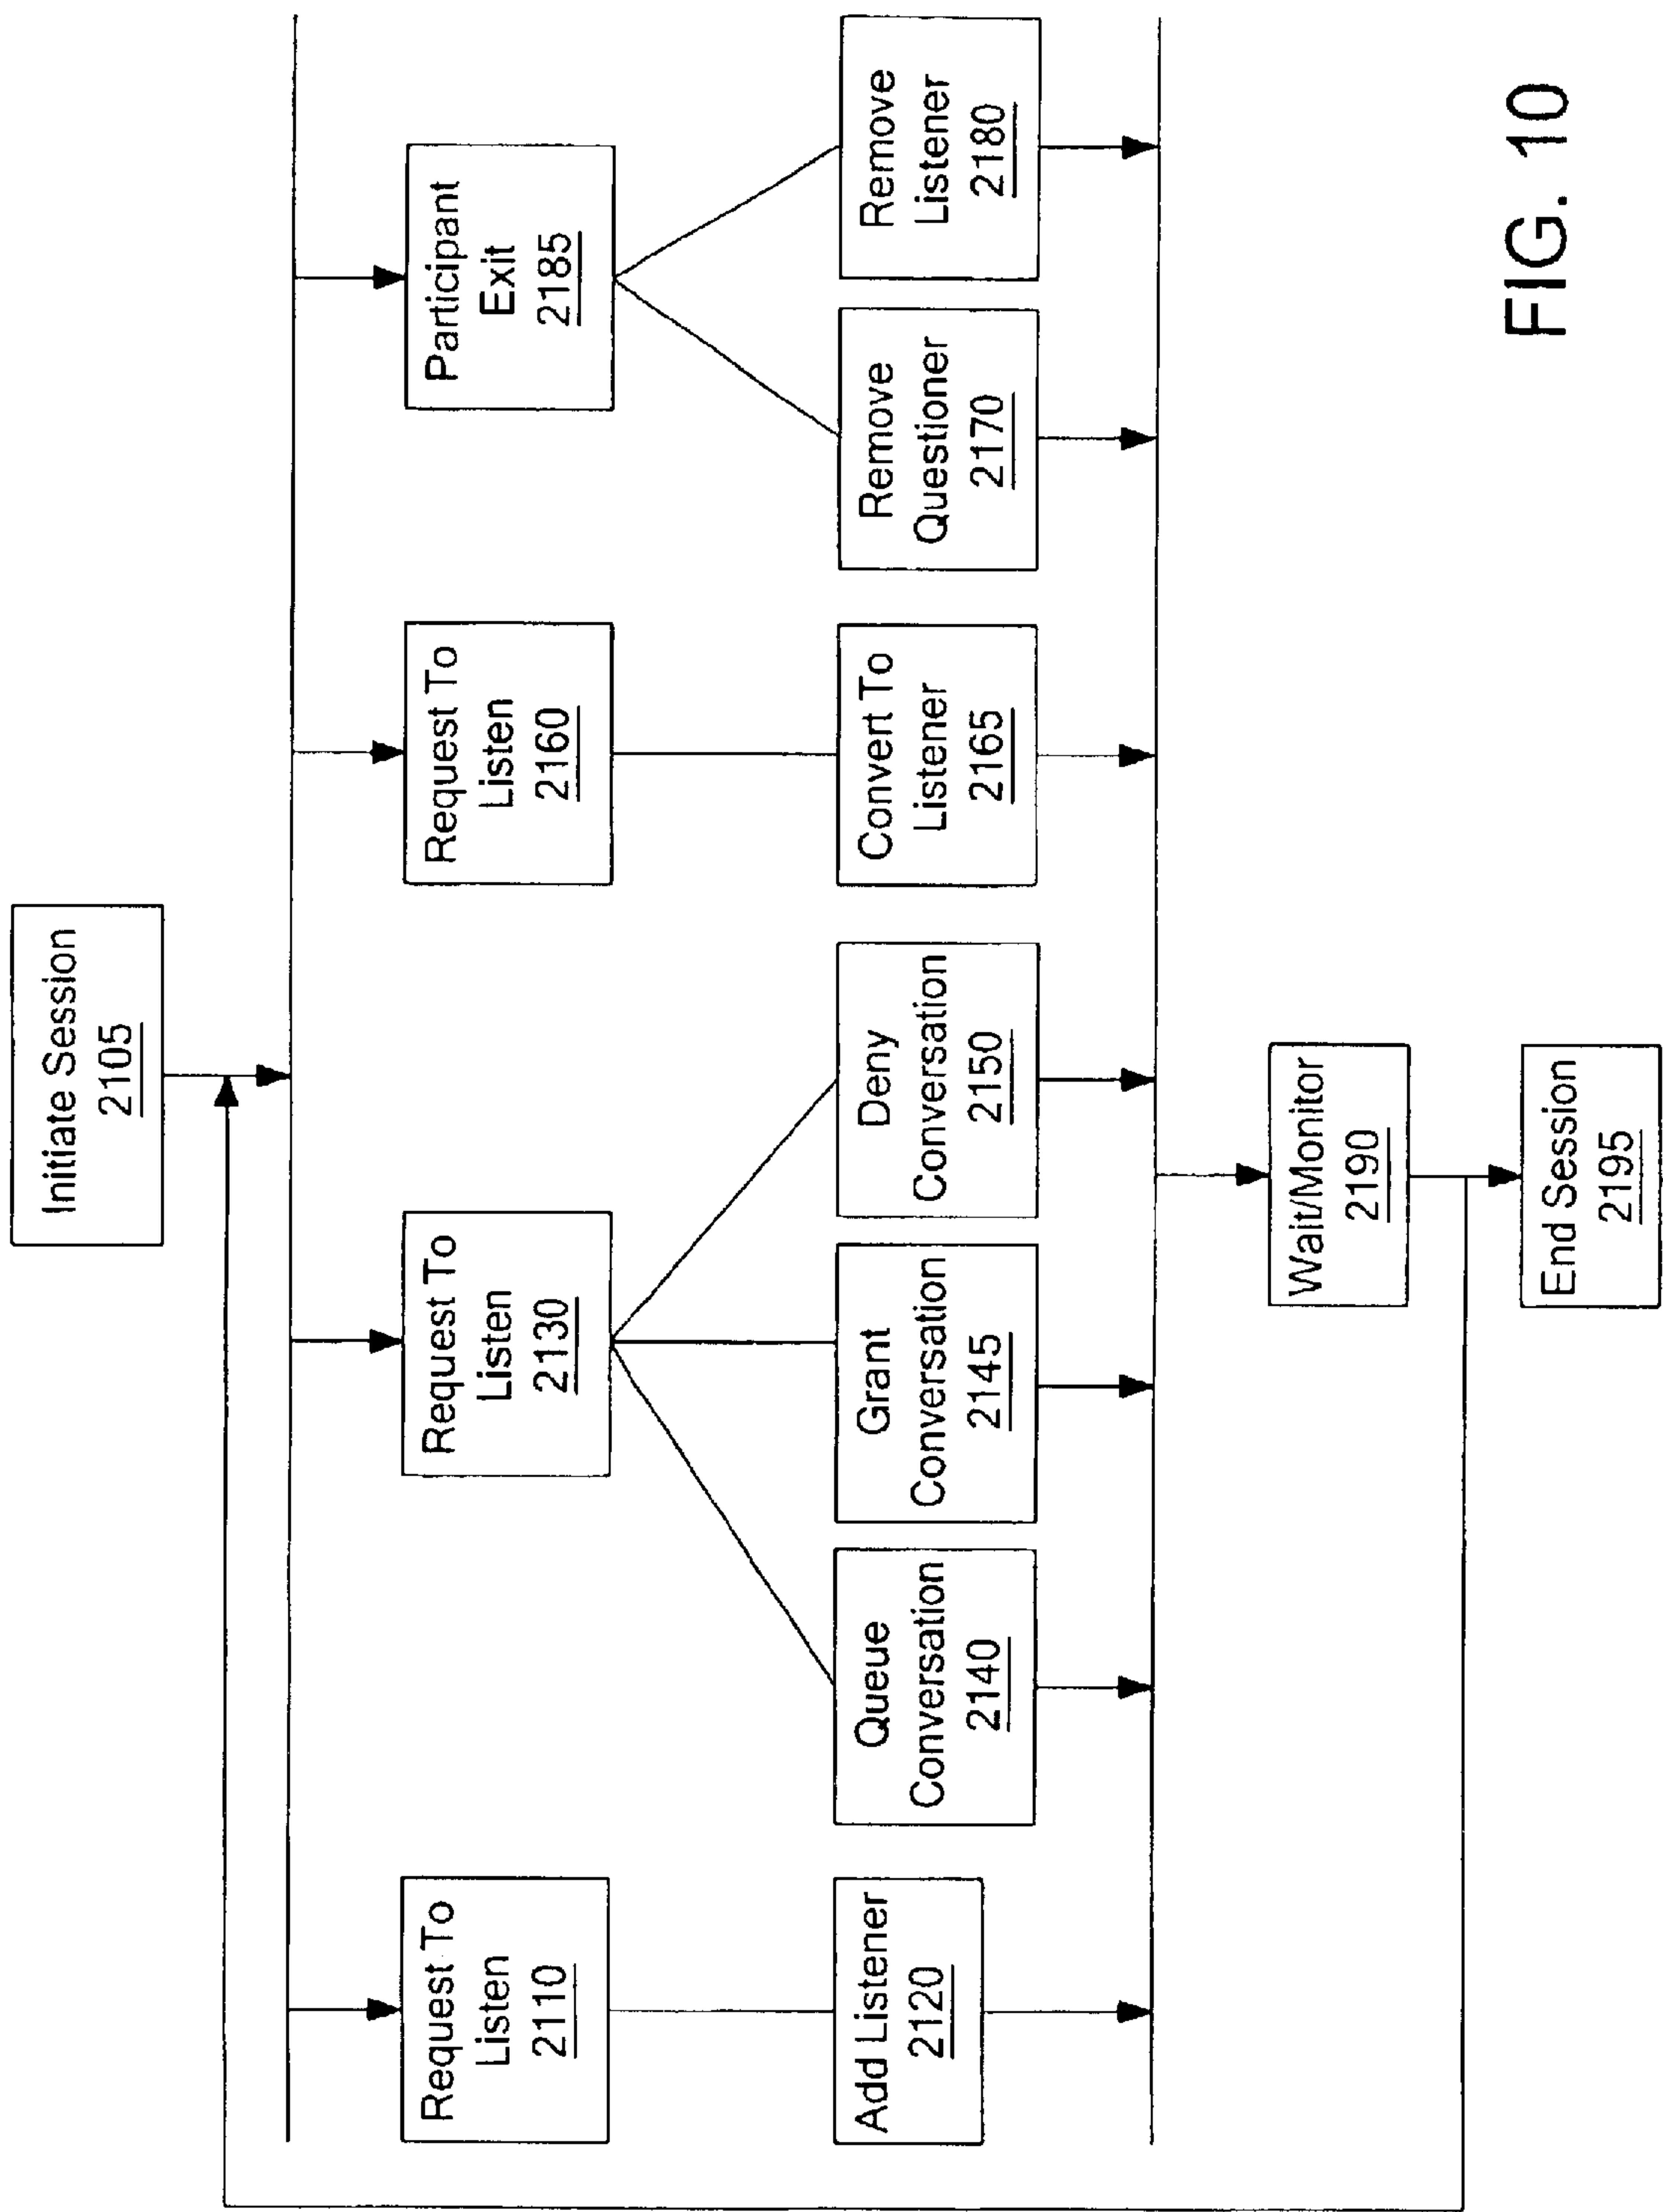 Initiate Session
2105
Request To
Listen
2110
Request To
Listen
2130
Request To
Listen
2160
Participant
Exit
2185
Add Listener
2120
Queue
Conversation
2140
Grant
Conversation
2145
Deny
Conversation
2150
Convert To
Listener
2165
Remove
Questioner
2170
Remove
Listener
2180
Wait/Monitor
2190
End Session
2195
FIG. 10